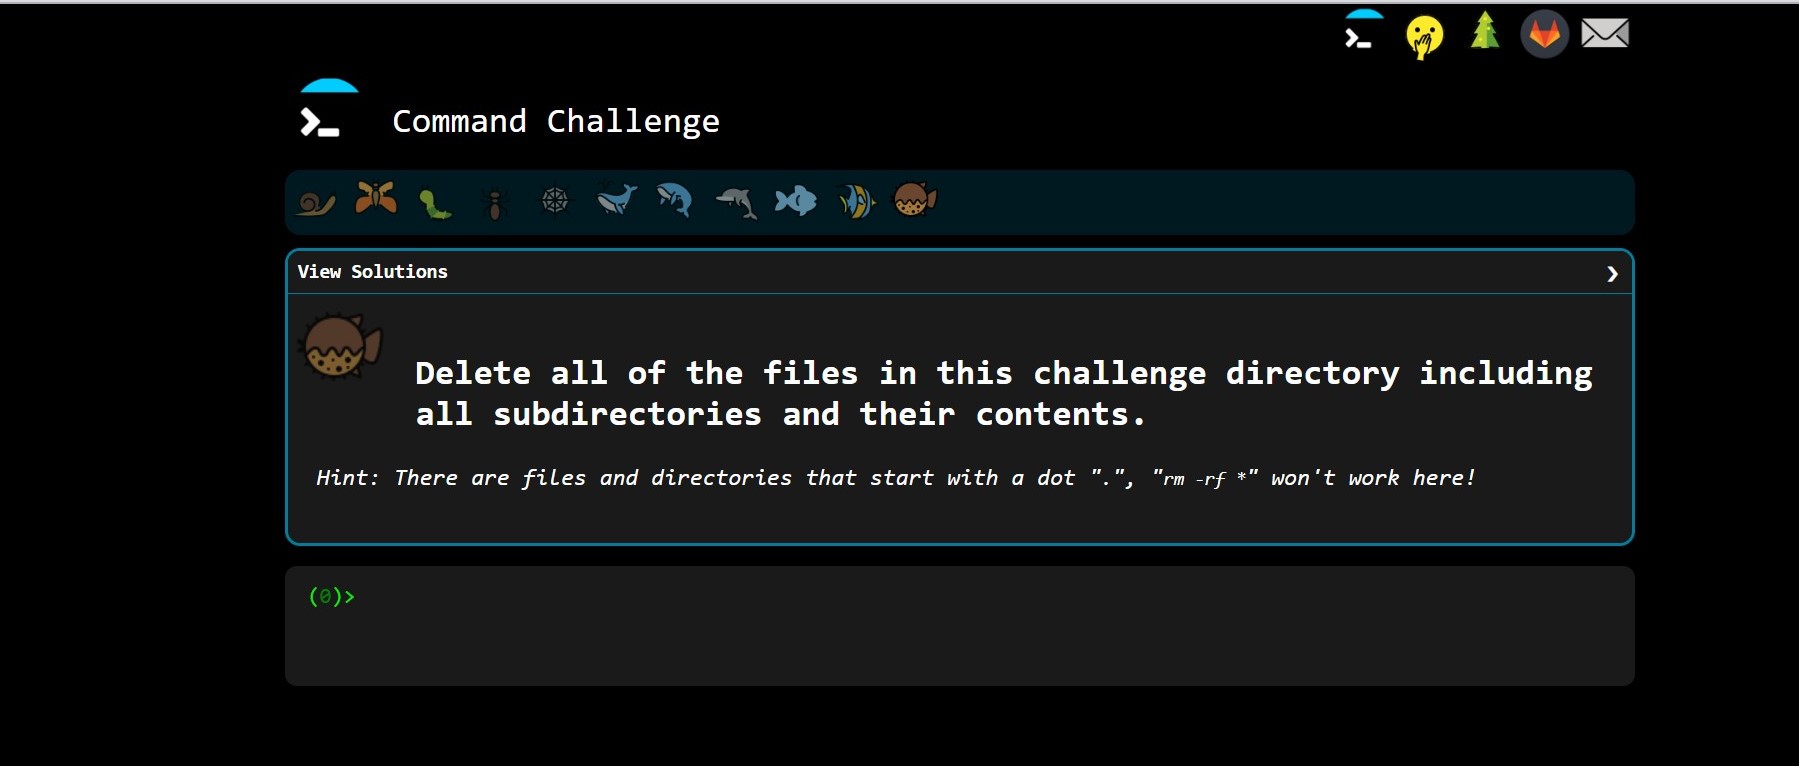 Command Challenge
View Solutions
Delete all of the files in this challenge directory including
all subdirectories and their contents.
Hint: There are files and directories that start with a dot ".", "rm -rf *" won't work here!
(0)>